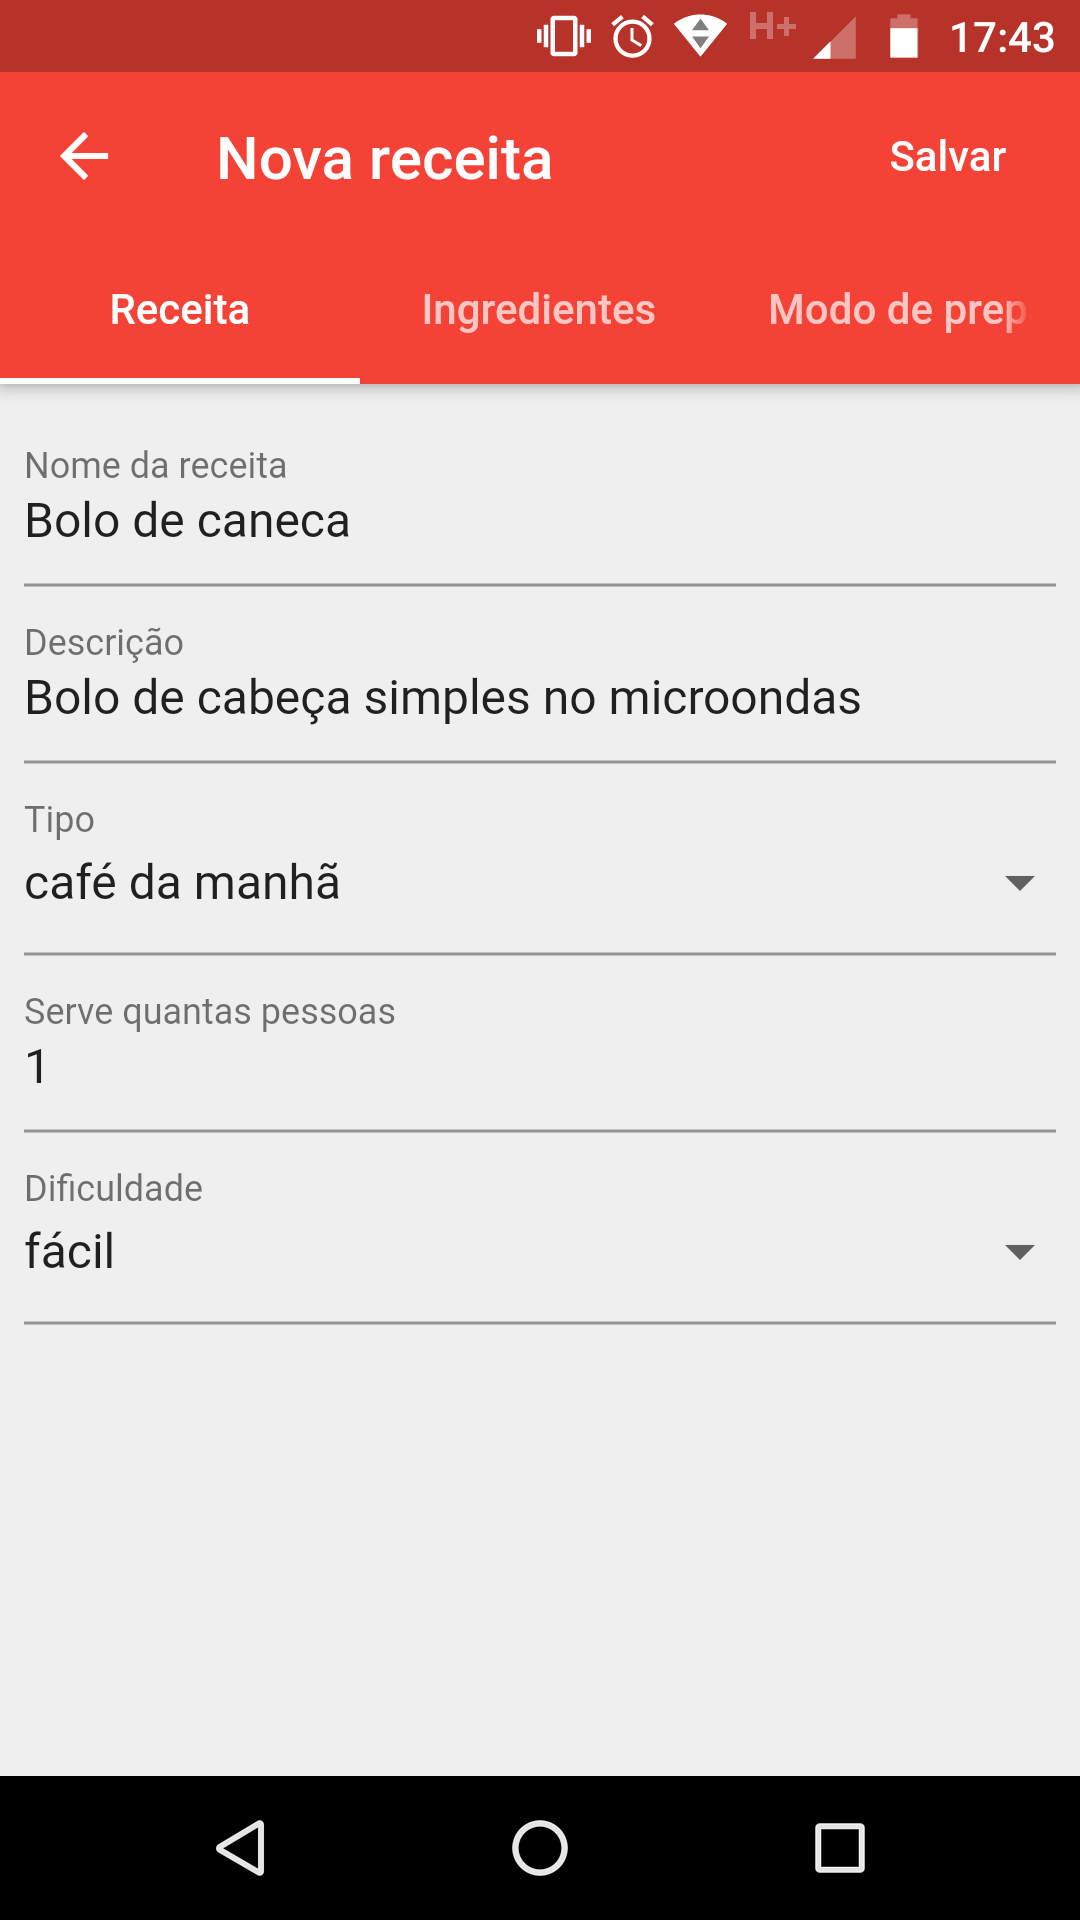 H+ 17:43
Nova receita Salvar
Receita Ingredientes Modo de prep
Nome da receita
Bolo de caneca
Descrição
Bolo de cabeça simples no microondas
Tipo
café da manhã
Serve quantas pessoas
1
Dificuldade
fácil